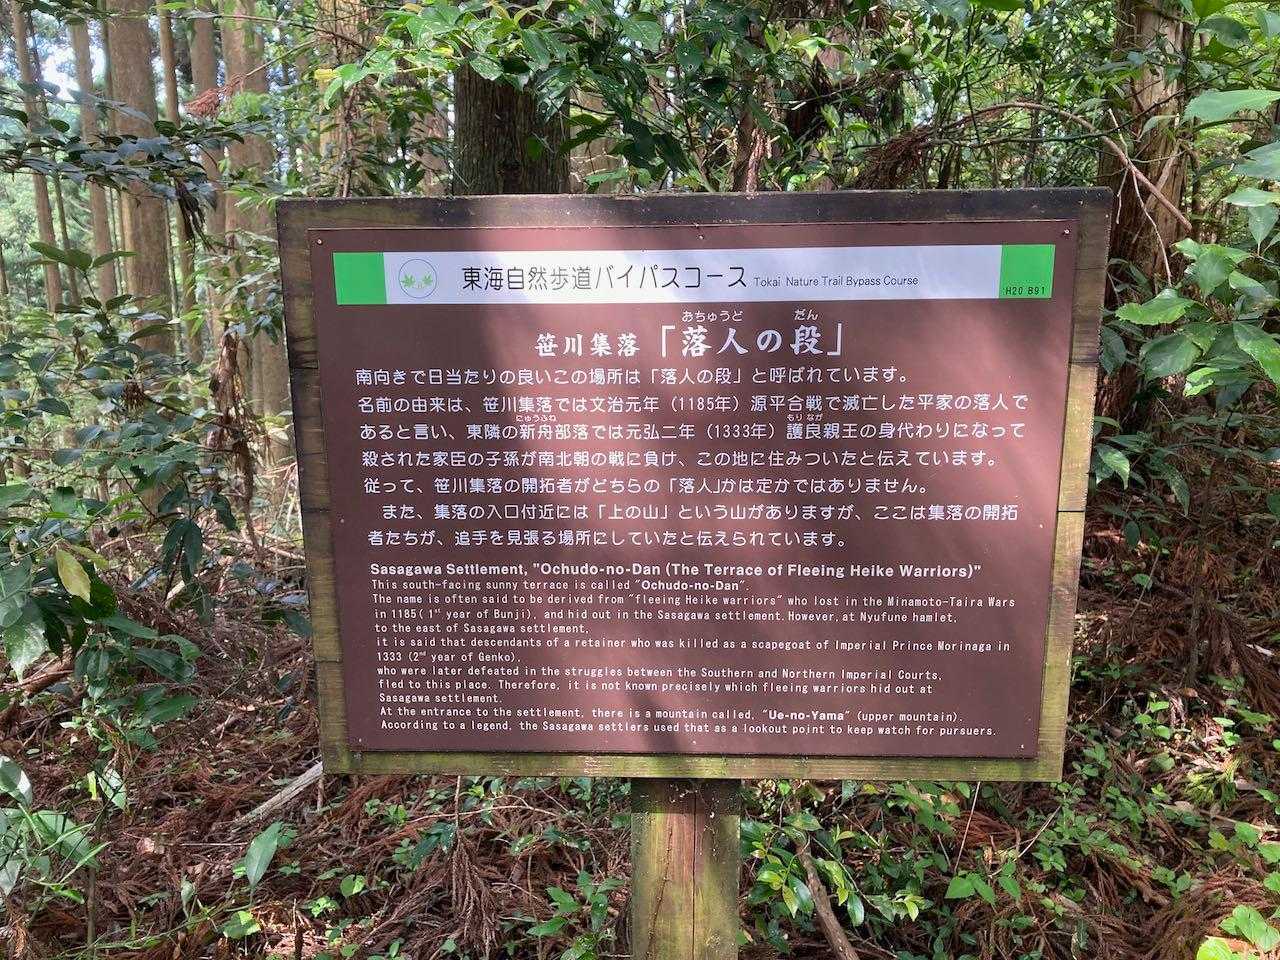 東海自然歩道バイパスコース Tokai Nature Trail Bypass Course
H20 B91
おちゅうど だん
笹川集落「落人の段」
南向きで日当たりの良いこの場所は「落人の段」と呼ばれています。
名前の由来は、笹川集落では文治元年（1185年）源平合戦で滅亡した平家の落人で
にゅうふね もりなが
あると言い、東隣の新舟部落では元弘二年（1333年）護良親王の身代わりになって
殺された家臣の子孫が南北朝の戦に負け、この地に住みついたと伝えています。
従って、笹川集落の開拓者がどちらの「落人」かは定かではありません。
また、集落の入口付近には「上の山」という山がありますが、ここは集落の開拓
者たちが、追手を見張る場所にしていたと伝えられています。
Sasagawa Settlement, "Ochudo-no-Dan (The Terrace of Fleeing Heike Warriors)"
This south-facing sunny terrace is called "Ochudo-no-Dan".
The name is often said to be derived from "fleeing Heike warriors" who lost in the Minamoto-Taira Wars
in 1185( 1st year of Bunji), and hid out in the Sasagawa settlement. However, at Nyufune hamlet,
to the east of Sasagawa settlement,
it is said that descendants of a retainer who was killed as a scapegoat of Imperial Prince Morinaga in
1333 (2nd year of Genko),
who were later defeated in the struggles between the Southern and Northern Imperial Courts,
fled to this place. Therefore, it is not known precisely which fleeing warriors hid out at
Sasagawa settlement.
At the entrance to the settlement, there is a mountain called, "Ue-no-Yama" (upper mountain).
According to a legend, the Sasagawa settlers used that as a lookout point to keep watch for pursuers.